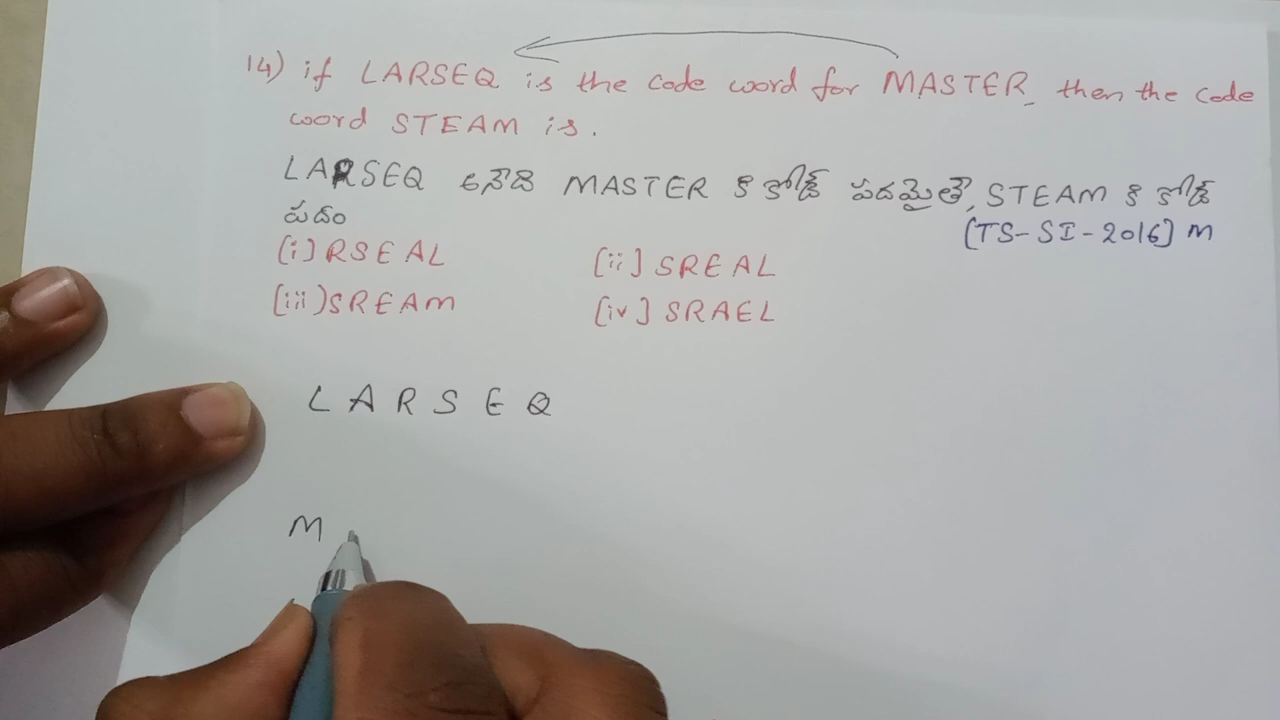 14) if LARSEQ is the code word for MASTER, then the code
word STEAM is.
LARSEQ అనేది MASTER కి కోడ్ పదమైతే, STEAM కి కోడ్
పదం
[TS-SI-2016] M
(i) RSEAL [ii] SREAL
(iii) SREAM [iv] SRAEL
L A R S E Q
M